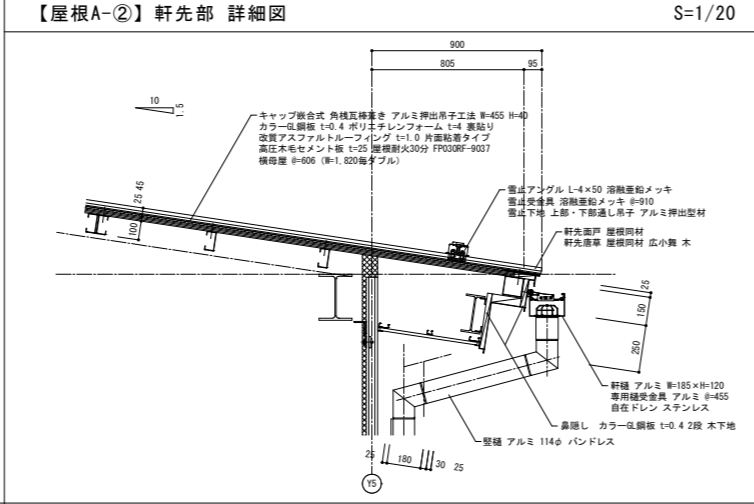 【屋根A-②】軒先部 詳細図
S=1/20
900
805
95
10
1.5
キャップ嵌合式 角桟瓦棒葺き アルミ押出吊子工法 W=455 H=40
カラーGL鋼板 t=0.4 ポリエチレンフォーム t=4 裏貼り
改質アスファルトルーフィング t=1.0 片面粘着タイプ
高圧木毛セメント板 t=25 屋根耐火30分 FP030RF-9037
横母屋 @=606 (W=1,820毎ダブル)
25 45
100
雪止アングル L-4×50 溶融亜鉛メッキ
雪止受金具 溶融亜鉛メッキ @=910
雪止下地 上部・下部通し吊子 アルミ押出型材
軒先面戸 屋根同材
軒先唐草 屋根同材 広小舞 木
25
150
250
軒樋 アルミ W=185×H=120
専用樋受金具 アルミ @=455
自在ドレン ステンレス
鼻隠し カラーGL鋼板 t=0.4 2段 木下地
竪樋 アルミ 114φ バンドレス
25
180
30
25
Y5